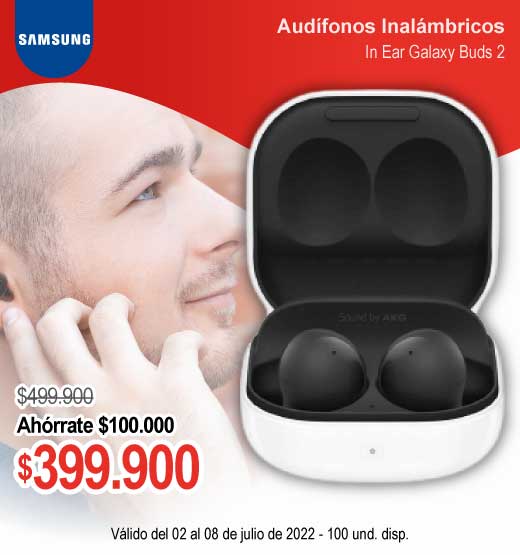 SAMSUNG
Audífonos Inalámbricos
In Ear Galaxy Buds 2
Sound by AKG
$499.900
Ahórrate $100.000
$399.900
Válido del 02 al 08 de julio de 2022 - 100 und. disp.